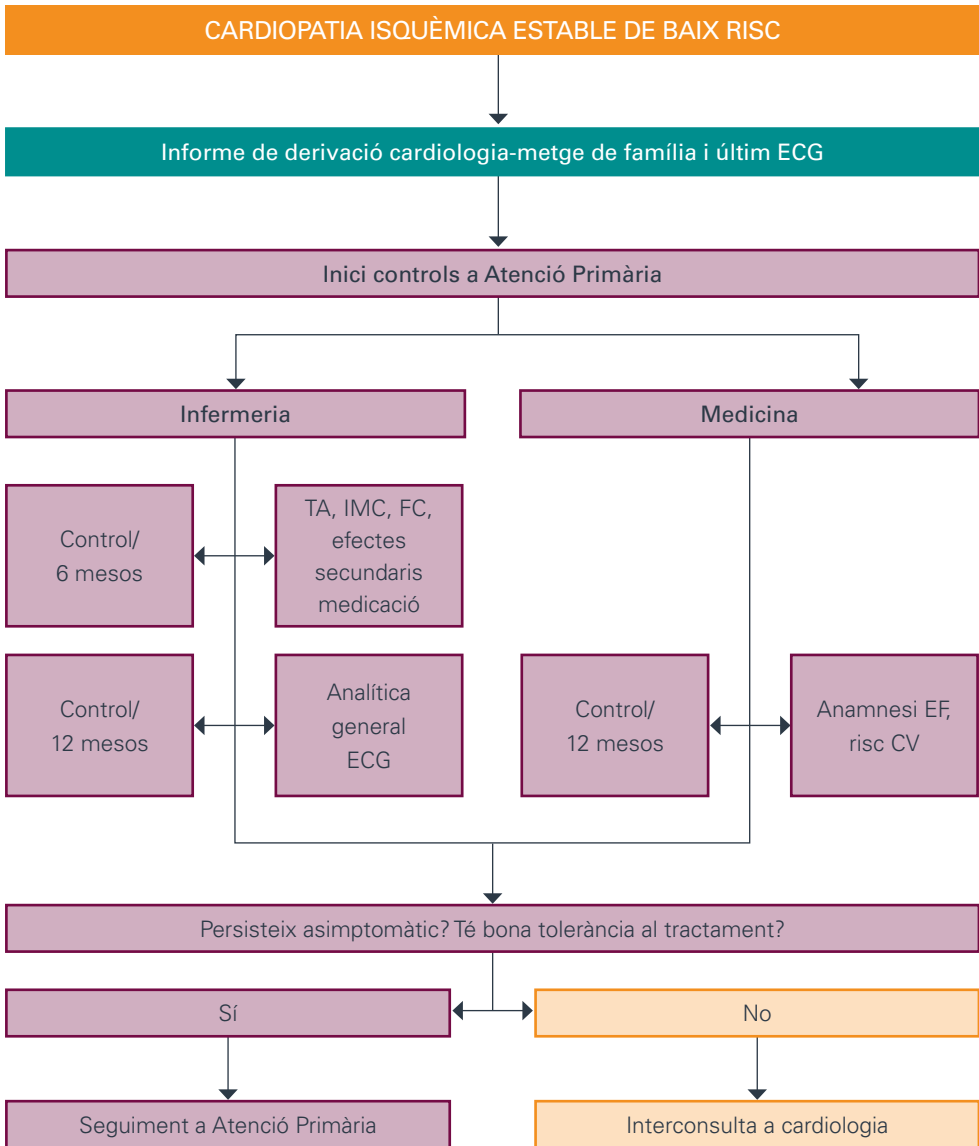 CARDIOPATIA ISQUÈMICA ESTABLE DE BAIX RISC
Informe de derivació cardiologia-metge de família i últim ECG
Inici controls a Atenció Primària
Infermeria
Medicina
Control/
6 mesos
TA, IMC, FC,
efectes
secundaris
medicació
Control/
12 mesos
Analítica
general
ECG
Control/
12 mesos
Anamnesi EF,
risc CV
Persisteix asimptomàtic? Té bona tolerància al tractament?
Sí
No
Seguiment a Atenció Primària
Interconsulta a cardiologia